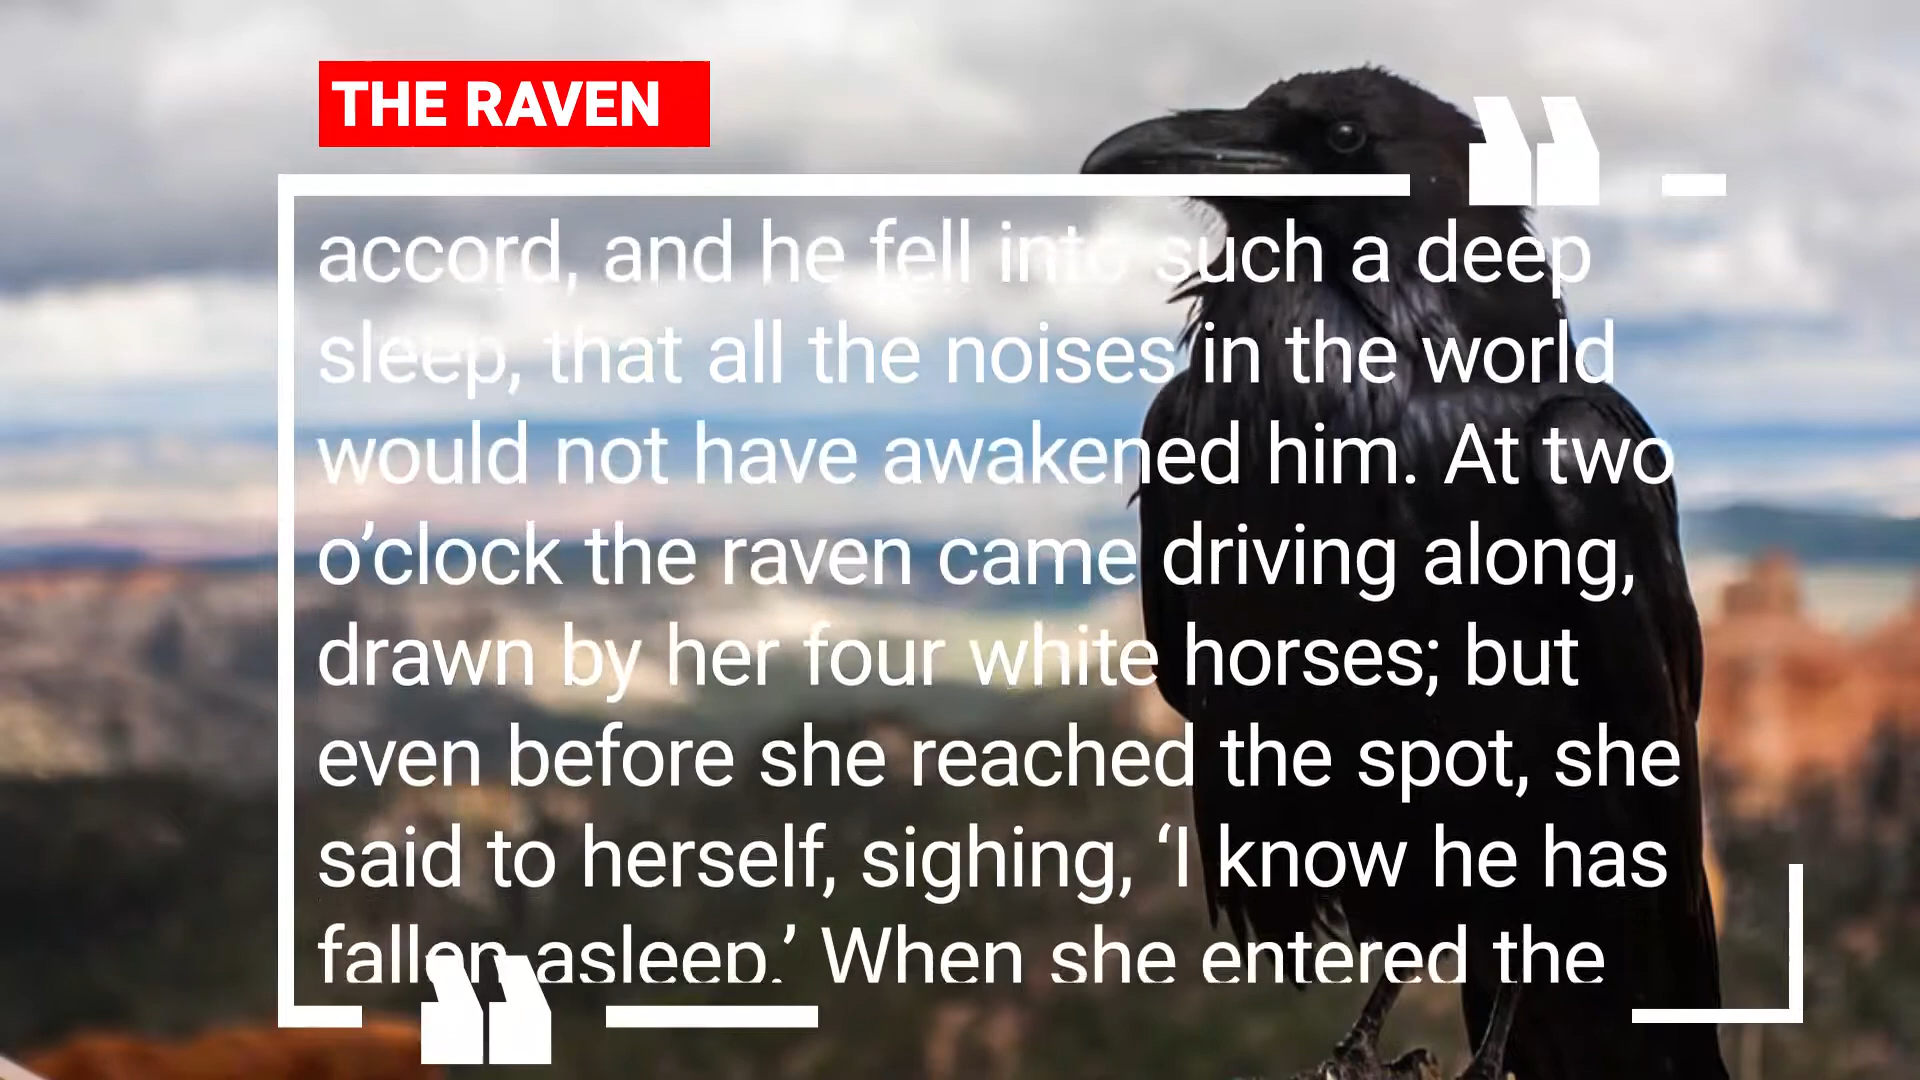 THE RAVEN
accord, and he fell into such a deep
sleep, that all the noises in the world
would not have awakened him. At two
o’clock the raven came driving along,
drawn by her four white horses; but
even before she reached the spot, she
said to herself, sighing, ‘I know he has
fallen asleep.’ When she entered the